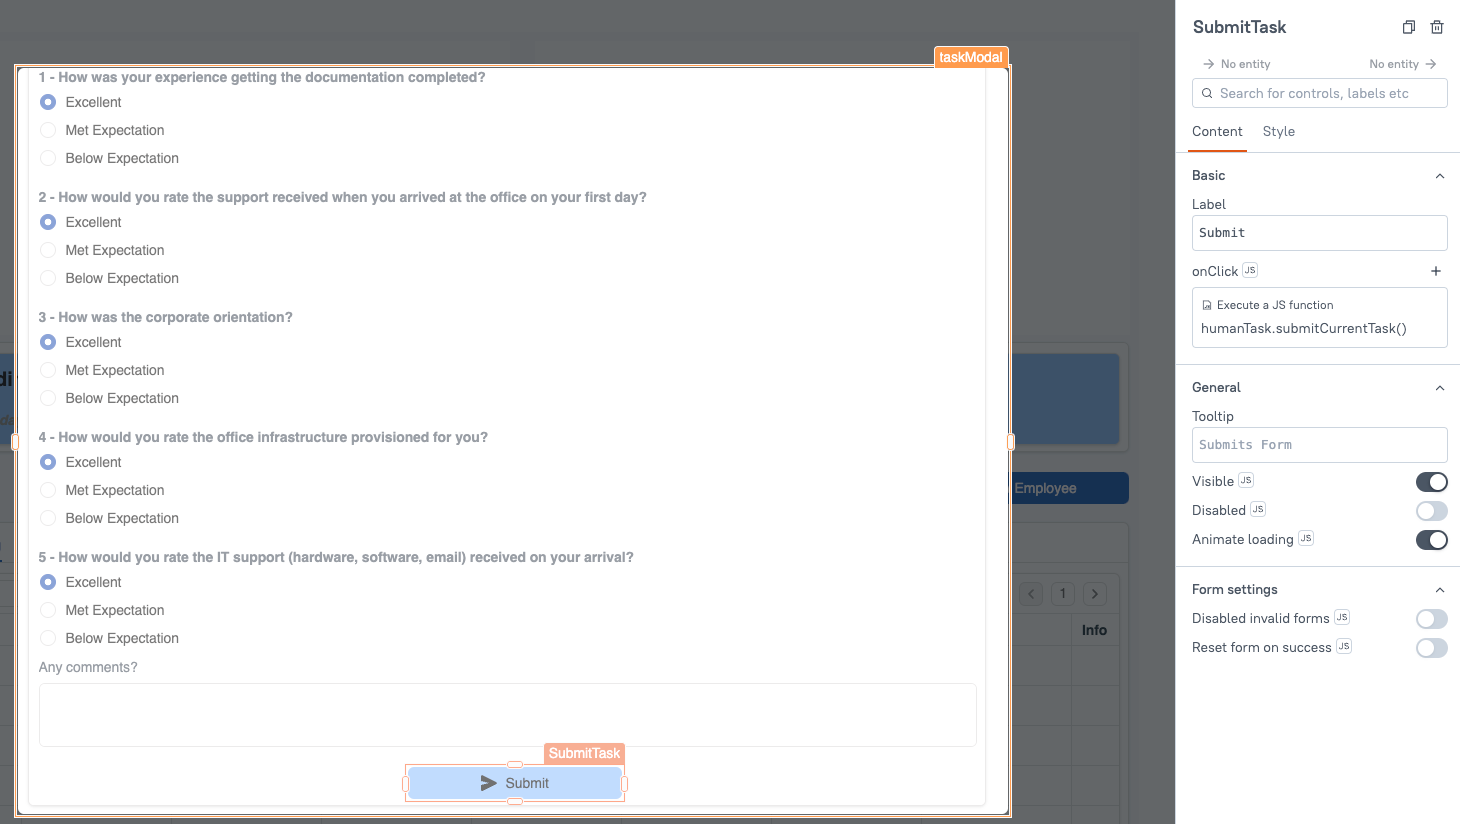 taskModal
1 - How was your experience getting the documentation completed?
Excellent
Met Expectation
Below Expectation
2 - How would you rate the support received when you arrived at the office on your first day?
Excellent
Met Expectation
Below Expectation
3 - How was the corporate orientation?
Excellent
Met Expectation
Below Expectation
4 - How would you rate the office infrastructure provisioned for you?
Excellent
Met Expectation
Below Expectation
5 - How would you rate the IT support (hardware, software, email) received on your arrival?
Excellent
Met Expectation
Below Expectation
Any comments?
SubmitTask
Submit
Employee
1
Info
SubmitTask
No entity
No entity
Search for controls, labels etc
Content Style
Basic
Label
Submit
onClick JS
Execute a JS function
humanTask.submitCurrentTask()
General
Tooltip
Submits Form
Visible JS
Disabled JS
Animate loading JS
Form settings
Disabled invalid forms JS
Reset form on success JS